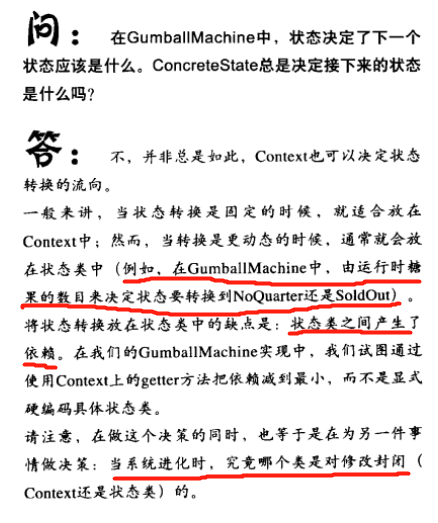 问： 在GumballMachine中，状态决定了下一个
状态应该是什么。ConcreteState总是决定接下来的状态
是什么吗？
答： 不，并非总是如此，Context也可以决定状态
转换的流向。
一般来讲，当状态转换是固定的时候，就适合放在
Context中；然而，当转换是更动态的时候，通常就会放
在状态类中（例如，在GumballMachine中，由运行时糖
果的数目来决定状态要转换到NoQuarter还是SoldOut）。
将状态转换放在状态类中的缺点是：状态类之间产生了
依赖。在我们的GumballMachine实现中，我们试图通过
使用Context上的getter方法把依赖减到最小，而不是显式
硬编码具体状态类。
请注意，在做这个决策的同时，也等于是在为另一件事
情做决策：当系统进化时，究竟哪个类是对修改封闭（
Context还是状态类）的。